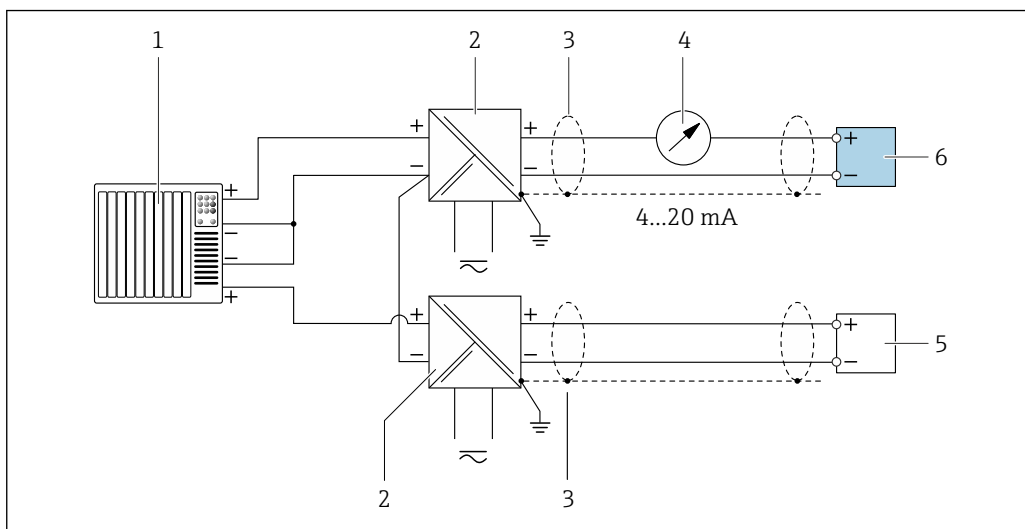 1 2 3 4
+ +
+ + 6
− − −
+
4...20 mA
−
−
+
+ + + 5
− − −
2 3